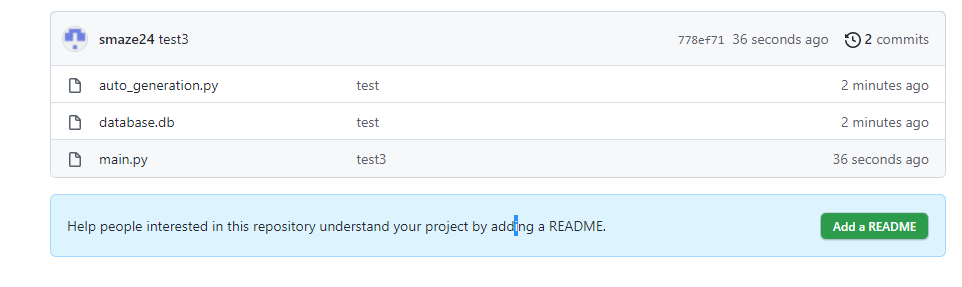 smaze24 test3 778ef71 36 seconds ago 2 commits
auto_generation.py test 2 minutes ago
database.db test 2 minutes ago
main.py test3 36 seconds ago
Help people interested in this repository understand your project by adding a README. Add a README